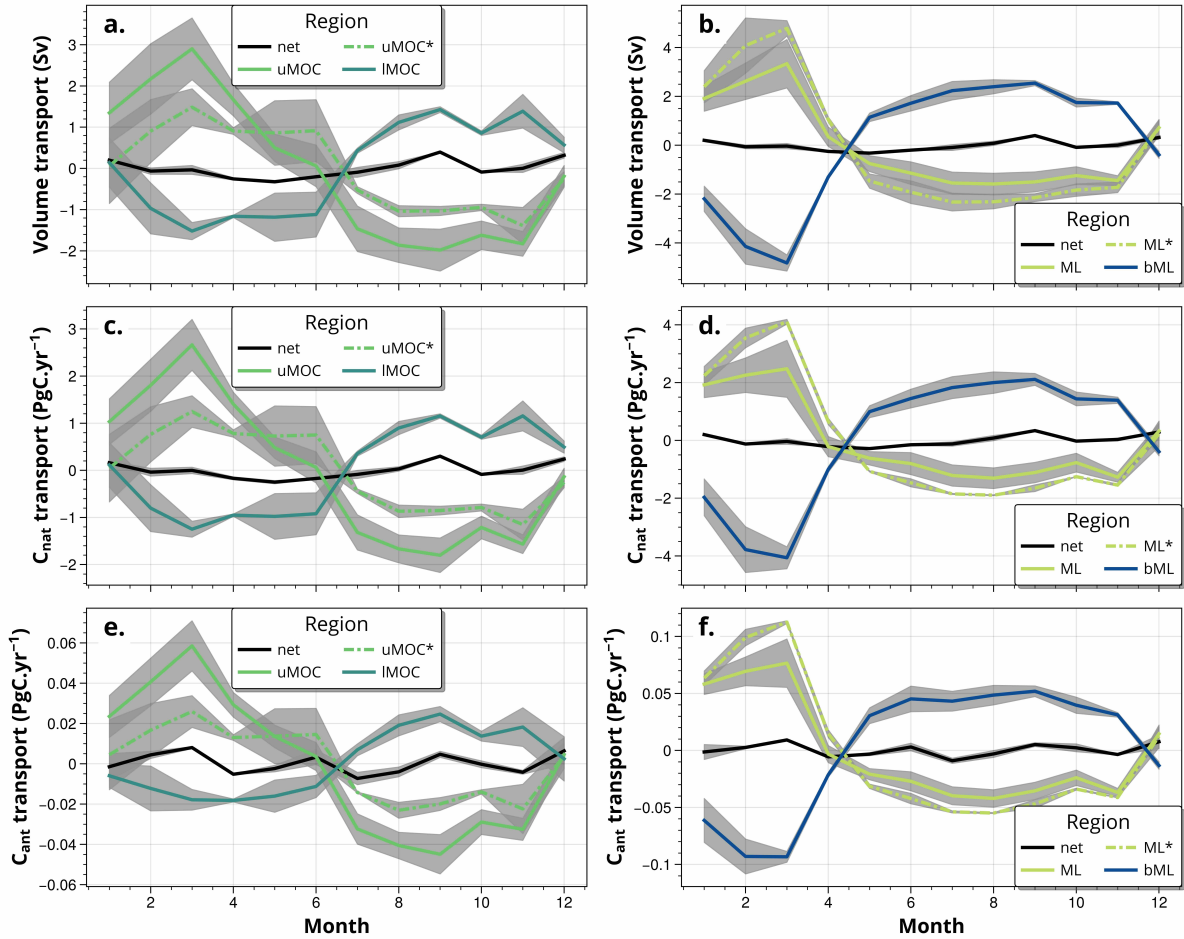 a.
Region
net
uMOC*
uMOC
lMOC
Volume transport (Sv)
3
2
1
0
−1
−2
b.
Volume transport (Sv)
4
2
0
−2
−4
Region
net
ML*
ML
bML
c.
Region
net
uMOC*
uMOC
lMOC
Cnat transport (PgC.yr−1)
3
2
1
0
−1
−2
d.
Cnat transport (PgC.yr−1)
4
2
0
−2
−4
Region
net
ML*
ML
bML
e.
Region
net
uMOC*
uMOC
lMOC
Cant transport (PgC.yr−1)
0.06
0.04
0.02
0
−0.02
−0.04
−0.06
2 4 6 8 10 12
Month
f.
Cant transport (PgC.yr−1)
0.1
0.05
0
−0.05
−0.1
Region
net
ML*
ML
bML
2 4 6 8 10 12
Month